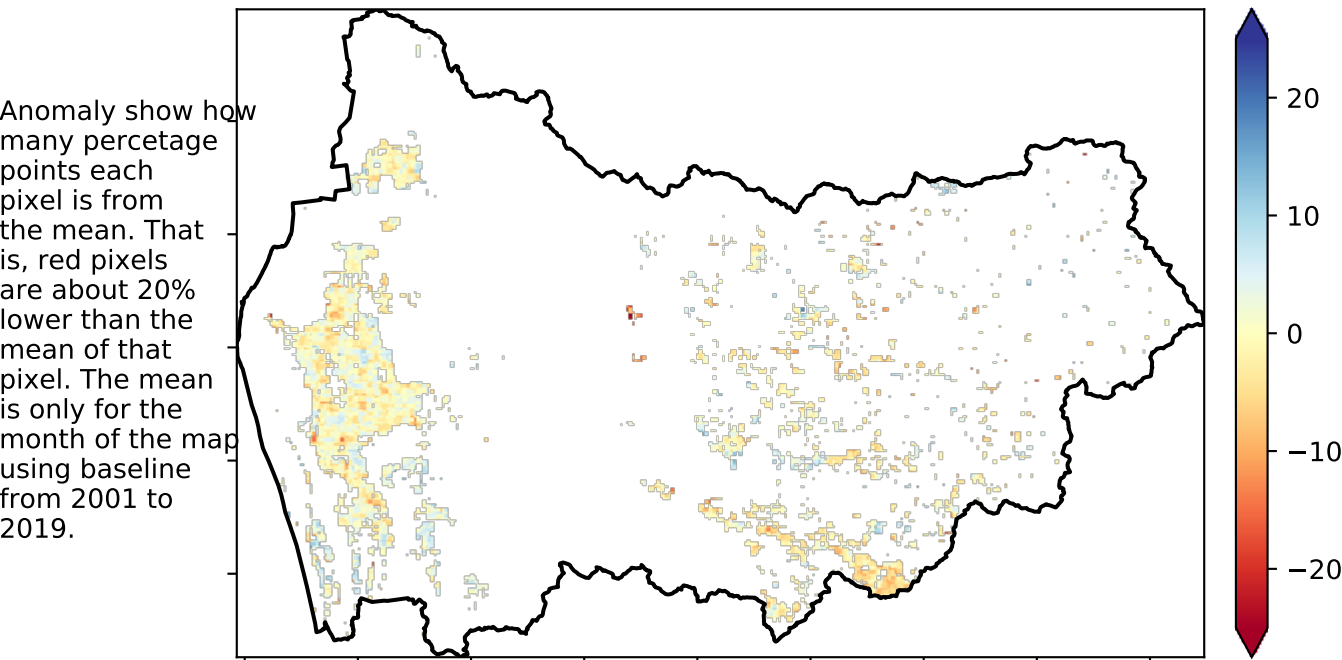 Anomaly show how
many percetage
points each
pixel is from
the mean. That
is, red pixels
are about 20%
lower than the
mean of that
pixel. The mean
is only for the
month of the map
using baseline
from 2001 to
2019.
20
10
0
−10
−20